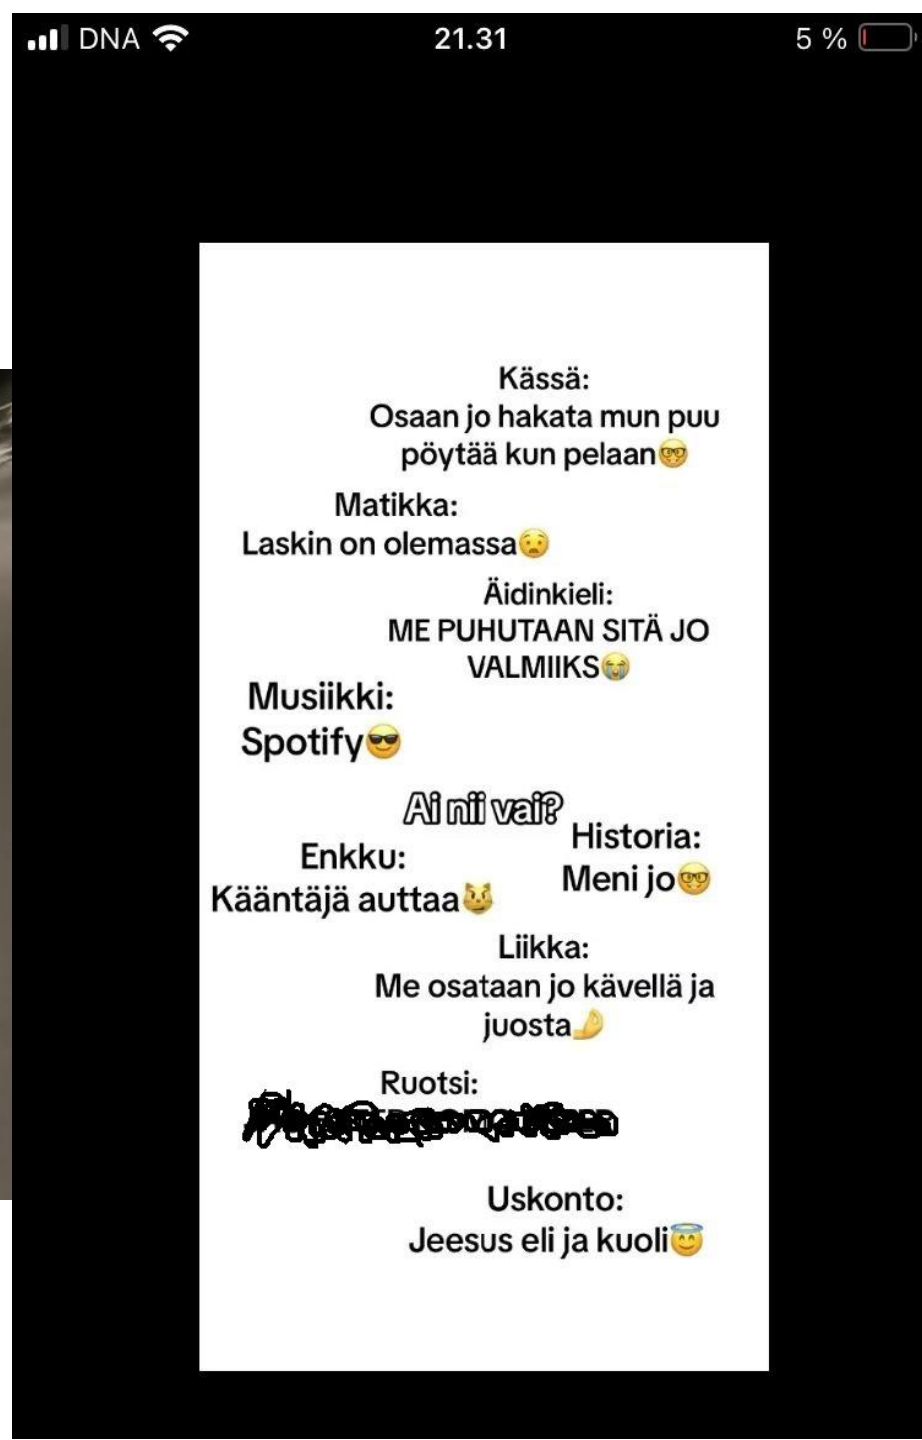 DNA 21.31 5 %
Kässä:
Osaan jo hakata mun puu
pöytää kun pelaan🤓
Matikka:
Laskin on olemassa😧
Äidinkieli:
ME PUHUTAAN SITÄ JO
VALMIIKS😭
Musiikki:
Spotify😎
Ai nii vai?
Historia:
Meni jo🤓
Enkku:
Kääntäjä auttaa😼
Liikka:
Me osataan jo kävellä ja
juosta🤌
Ruotsi:
Uskonto:
Jeesus eli ja kuoli😇